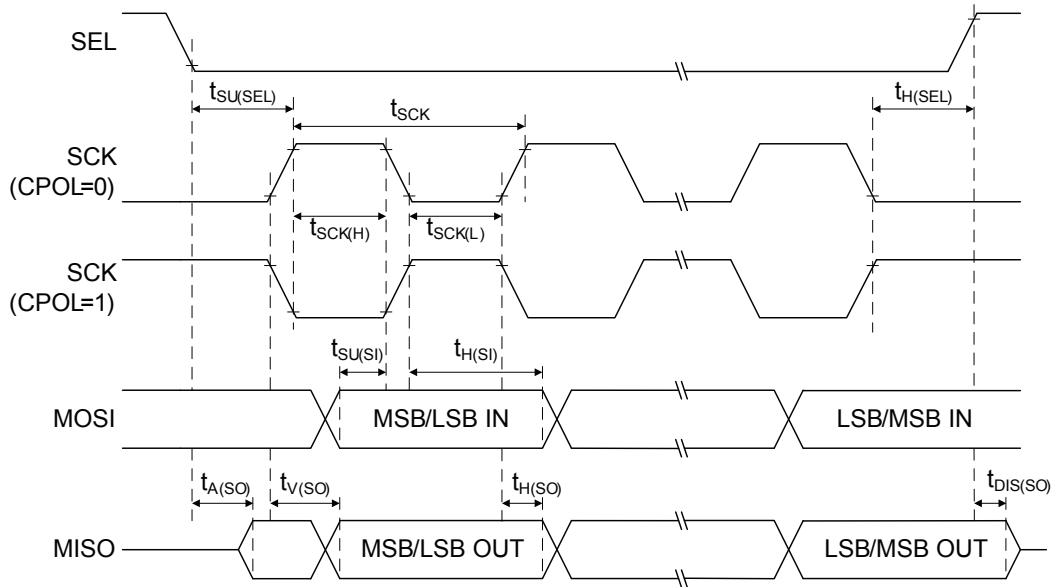 SEL
tSU(SEL)
tSCK
tH(SEL)
SCK
(CPOL=0)
tSCK(H)
tSCK(L)
SCK
(CPOL=1)
tSU(SI)
tH(SI)
MOSI
MSB/LSB IN
LSB/MSB IN
tA(SO)
tV(SO)
tH(SO)
tDIS(SO)
MISO
MSB/LSB OUT
LSB/MSB OUT